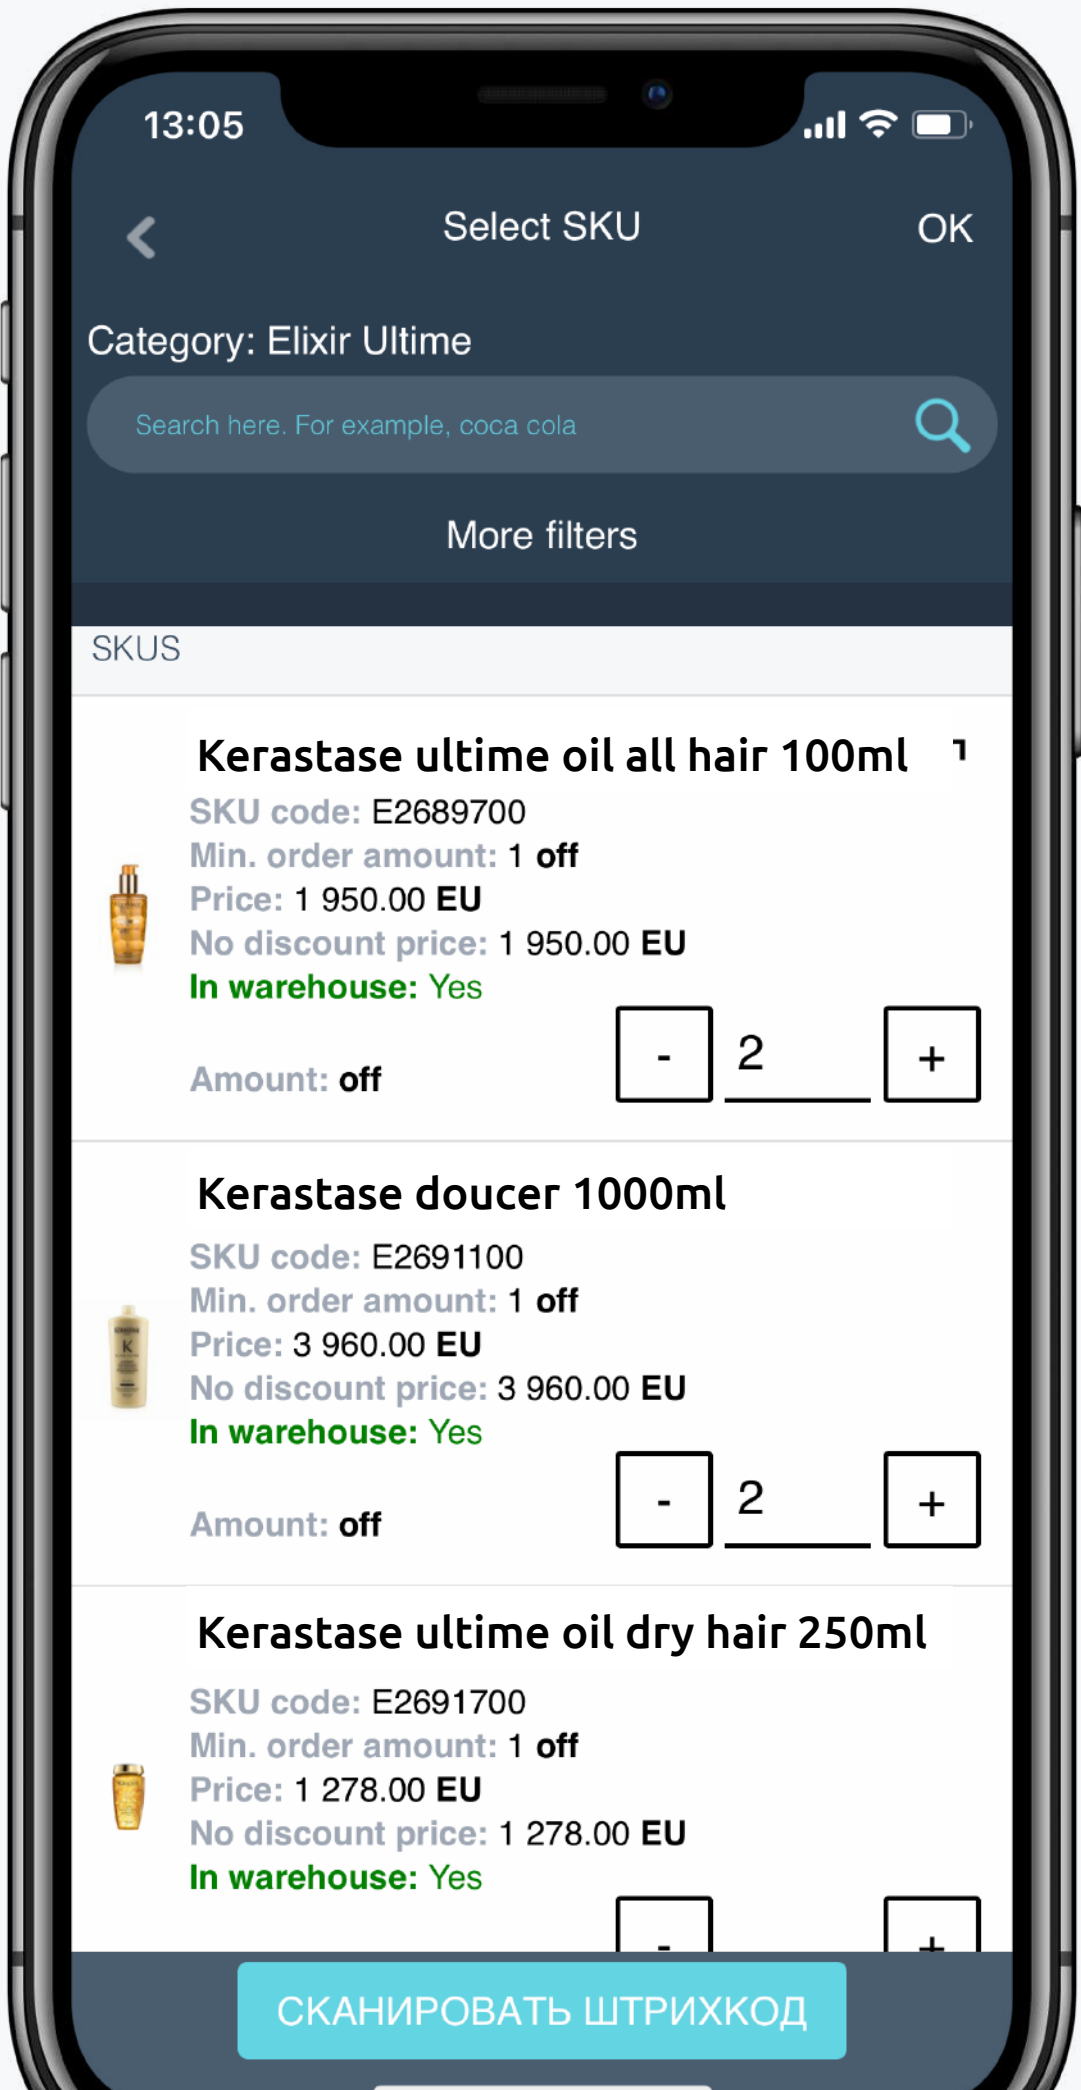 13:05
Select SKU
OK
Category: Elixir Ultime
Search here. For example, coca cola
More filters
SKUS
Kerastase ultime oil all hair 100ml
SKU code: E2689700
Min. order amount: 1 off
Price: 1 950.00 EU
No discount price: 1 950.00 EU
In warehouse: Yes
- 2 +
Amount: off
Kerastase doucer 1000ml
SKU code: E2691100
Min. order amount: 1 off
Price: 3 960.00 EU
No discount price: 3 960.00 EU
In warehouse: Yes
- 2 +
Amount: off
K
Kerastase ultime oil dry hair 250ml
SKU code: E2691700
Min. order amount: 1 off
Price: 1 278.00 EU
No discount price: 1 278.00 EU
In warehouse: Yes
- +
СКАНИРОВАТЬ ШТРИХКОД